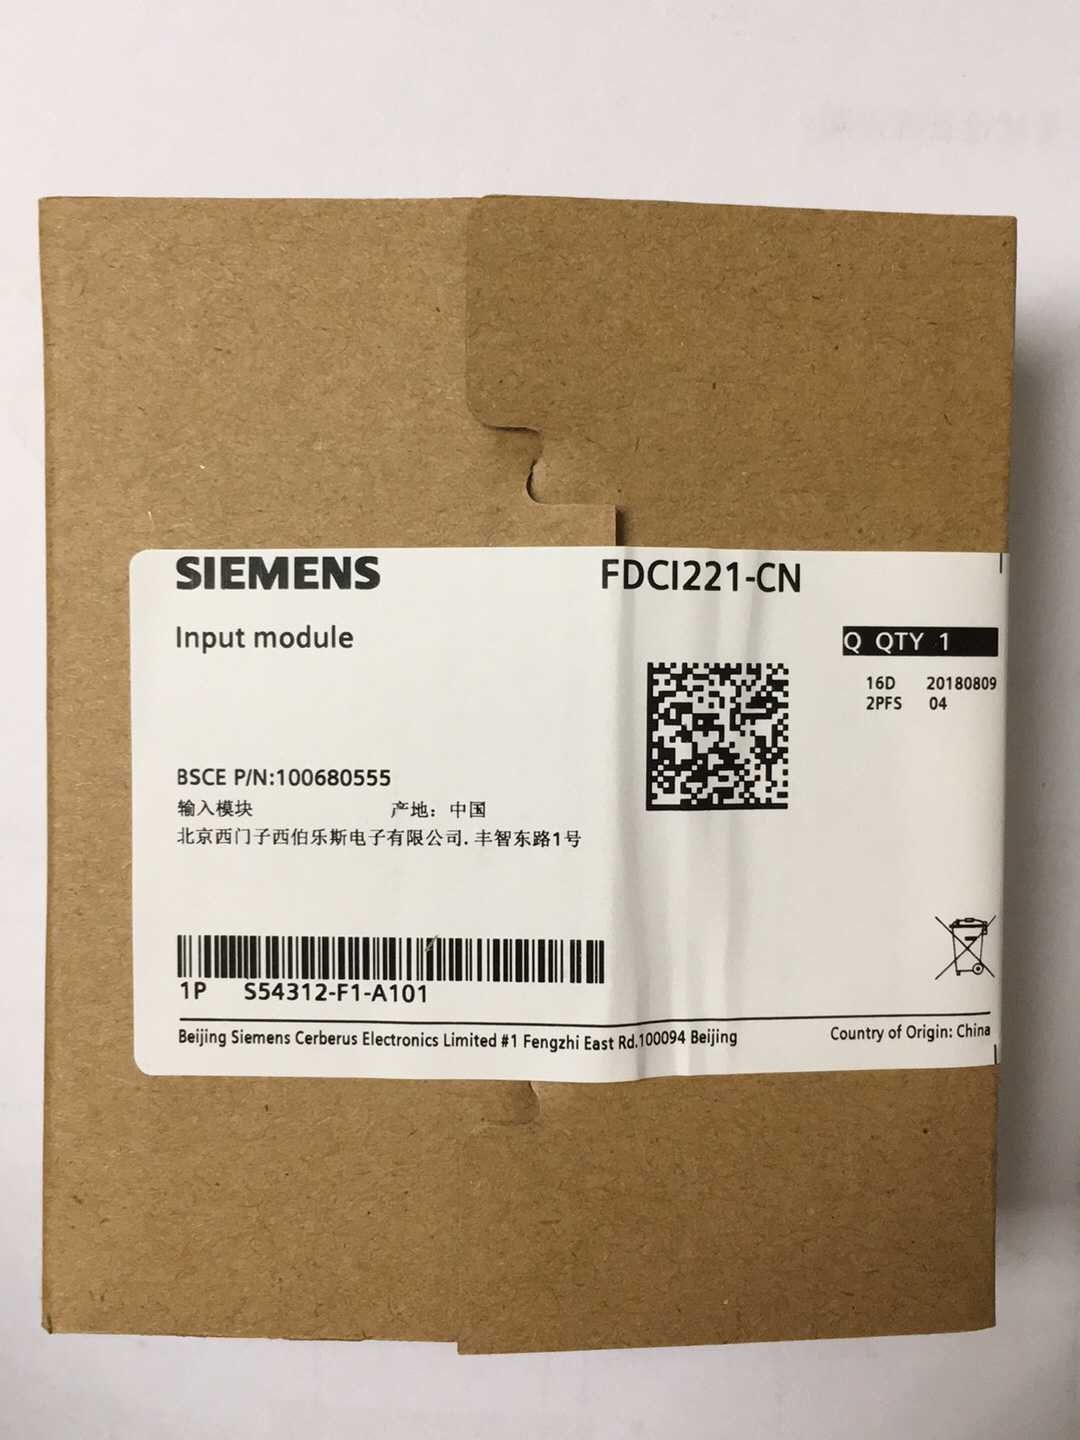 SIEMENS FDCI221-CN
Input module
Q QTY 1
16D 20180809
2PFS 04
BSCE P/N:100680555
输入模块 产地：中国
北京西门子西伯乐斯电子有限公司.丰智东路1号
1P S54312-F1-A101
Beijing Siemens Cerberus Electronics Limited #1 Fengzhi East Rd.100094 Beijing Country of Origin: China